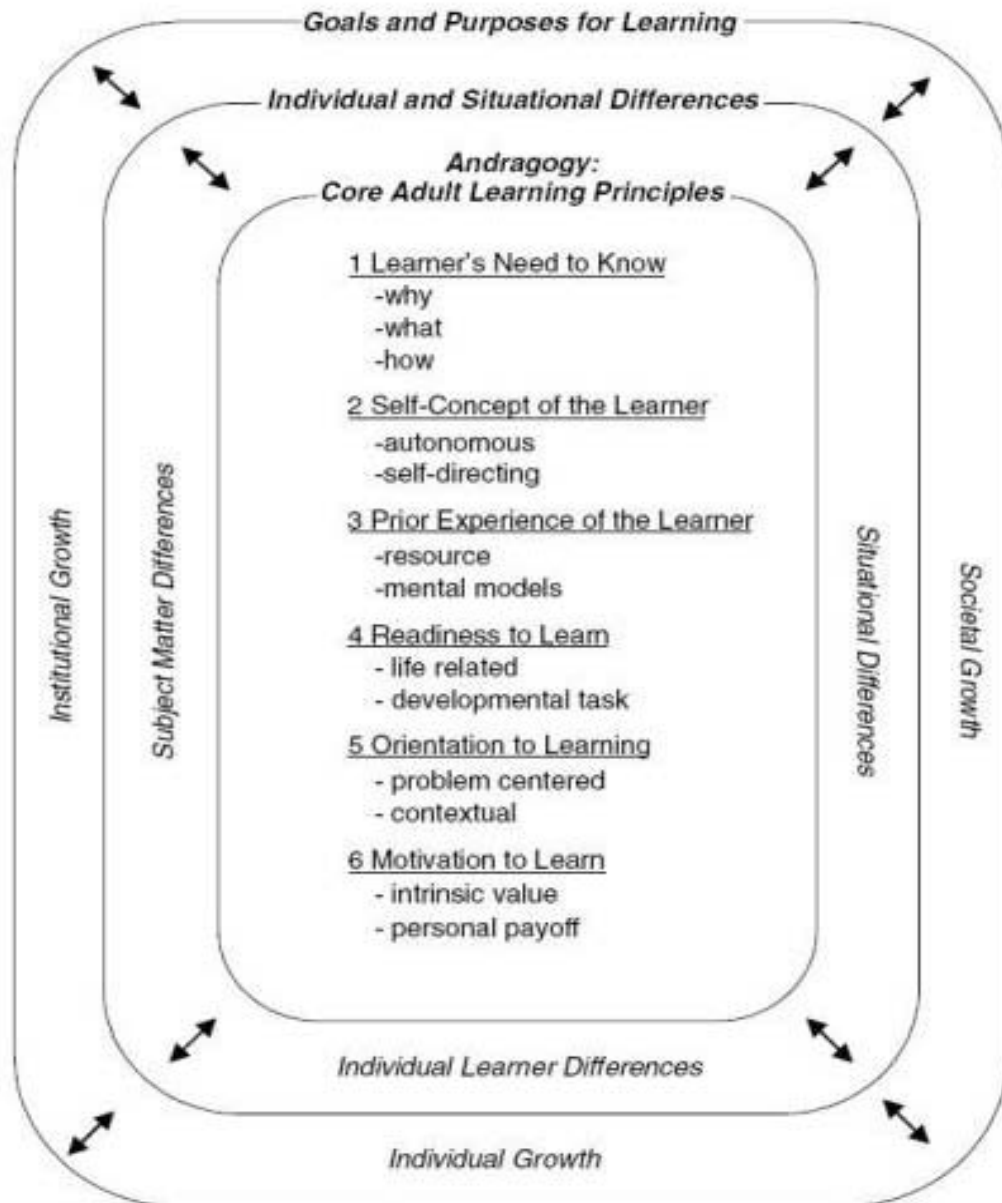 Goals and Purposes for Learning
Individual and Situational Differences
Andragogy:
Core Adult Learning Principles
1 Learner's Need to Know
-why
-what
-how
2 Self-Concept of the Learner
-autonomous
-self-directing
3 Prior Experience of the Learner
-resource
-mental models
4 Readiness to Learn
- life related
- developmental task
5 Orientation to Learning
- problem centered
- contextual
6 Motivation to Learn
- intrinsic value
- personal payoff
Institutional Growth
Subject Matter Differences
Situational Differences
Societal Growth
Individual Learner Differences
Individual Growth